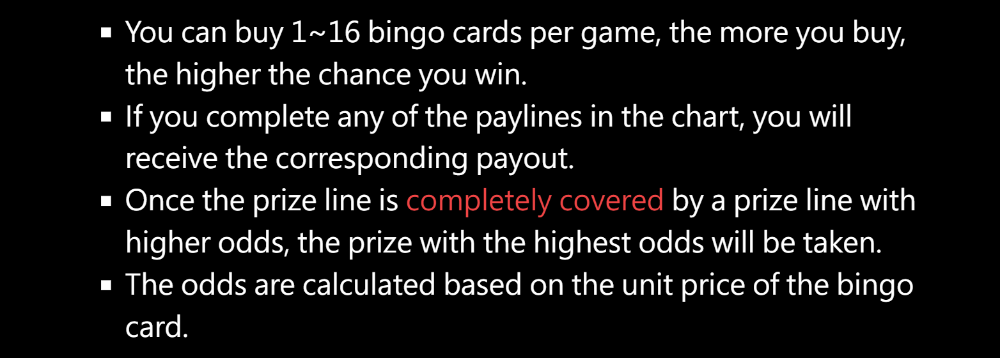 ▪ You can buy 1~16 bingo cards per game, the more you buy,
the higher the chance you win.
▪ If you complete any of the paylines in the chart, you will
receive the corresponding payout.
▪ Once the prize line is completely covered by a prize line with
higher odds, the prize with the highest odds will be taken.
▪ The odds are calculated based on the unit price of the bingo
card.